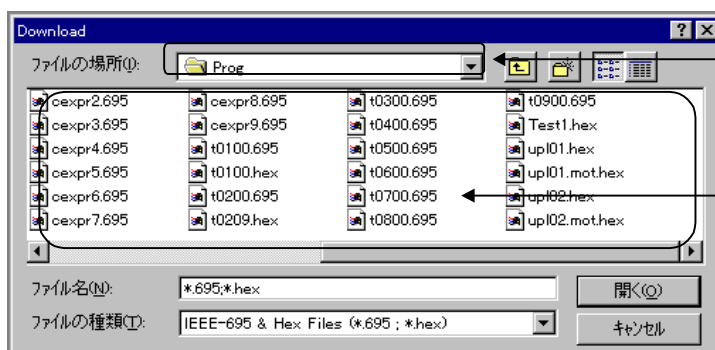 Download
ファイルの場所(I):
Prog
cexpr2.695 cexpr8.695 t0300.695 t0900.695
cexpr3.695 cexpr9.695 t0400.695 Test1.hex
cexpr4.695 t0100.695 t0500.695 upl01.hex
cexpr5.695 t0100.hex t0600.695 upl01.mot.hex
cexpr6.695 t0200.695 t0700.695 upl02.hex
cexpr7.695 t0209.hex t0800.695 upl02.mot.hex
ファイル名(N): *.695;*.hex 開く(O)
ファイルの種類(T): IEEE-695 & Hex Files (*.695 ; *.hex) キャンセル